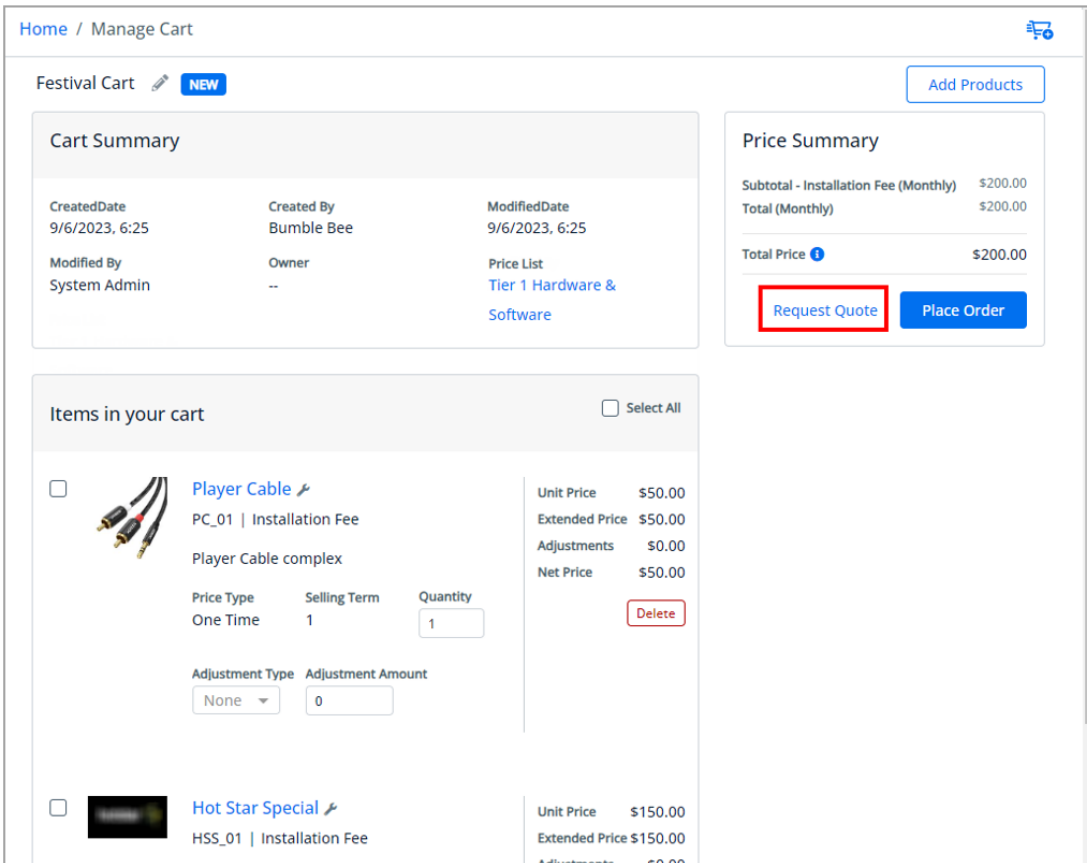 Home / Manage Cart
Festival Cart NEW
Add Products
Cart Summary
CreatedDate Created By ModifiedDate
9/6/2023, 6:25 Bumble Bee 9/6/2023, 6:25
Modified By Owner Price List
System Admin -- Tier 1 Hardware &
Software
Price Summary
Subtotal - Installation Fee (Monthly) $200.00
Total (Monthly) $200.00
Total Price $200.00
Request Quote Place Order
Items in your cart Select All
Player Cable
PC_01 | Installation Fee
Player Cable complex
Price Type Selling Term Quantity
One Time 1 1
Adjustment Type Adjustment Amount
None 0
Unit Price $50.00
Extended Price $50.00
Adjustments $0.00
Net Price $50.00
Delete
Hot Star Special
HSS_01 | Installation Fee
Unit Price $150.00
Extended Price $150.00
Adjustments $0.00